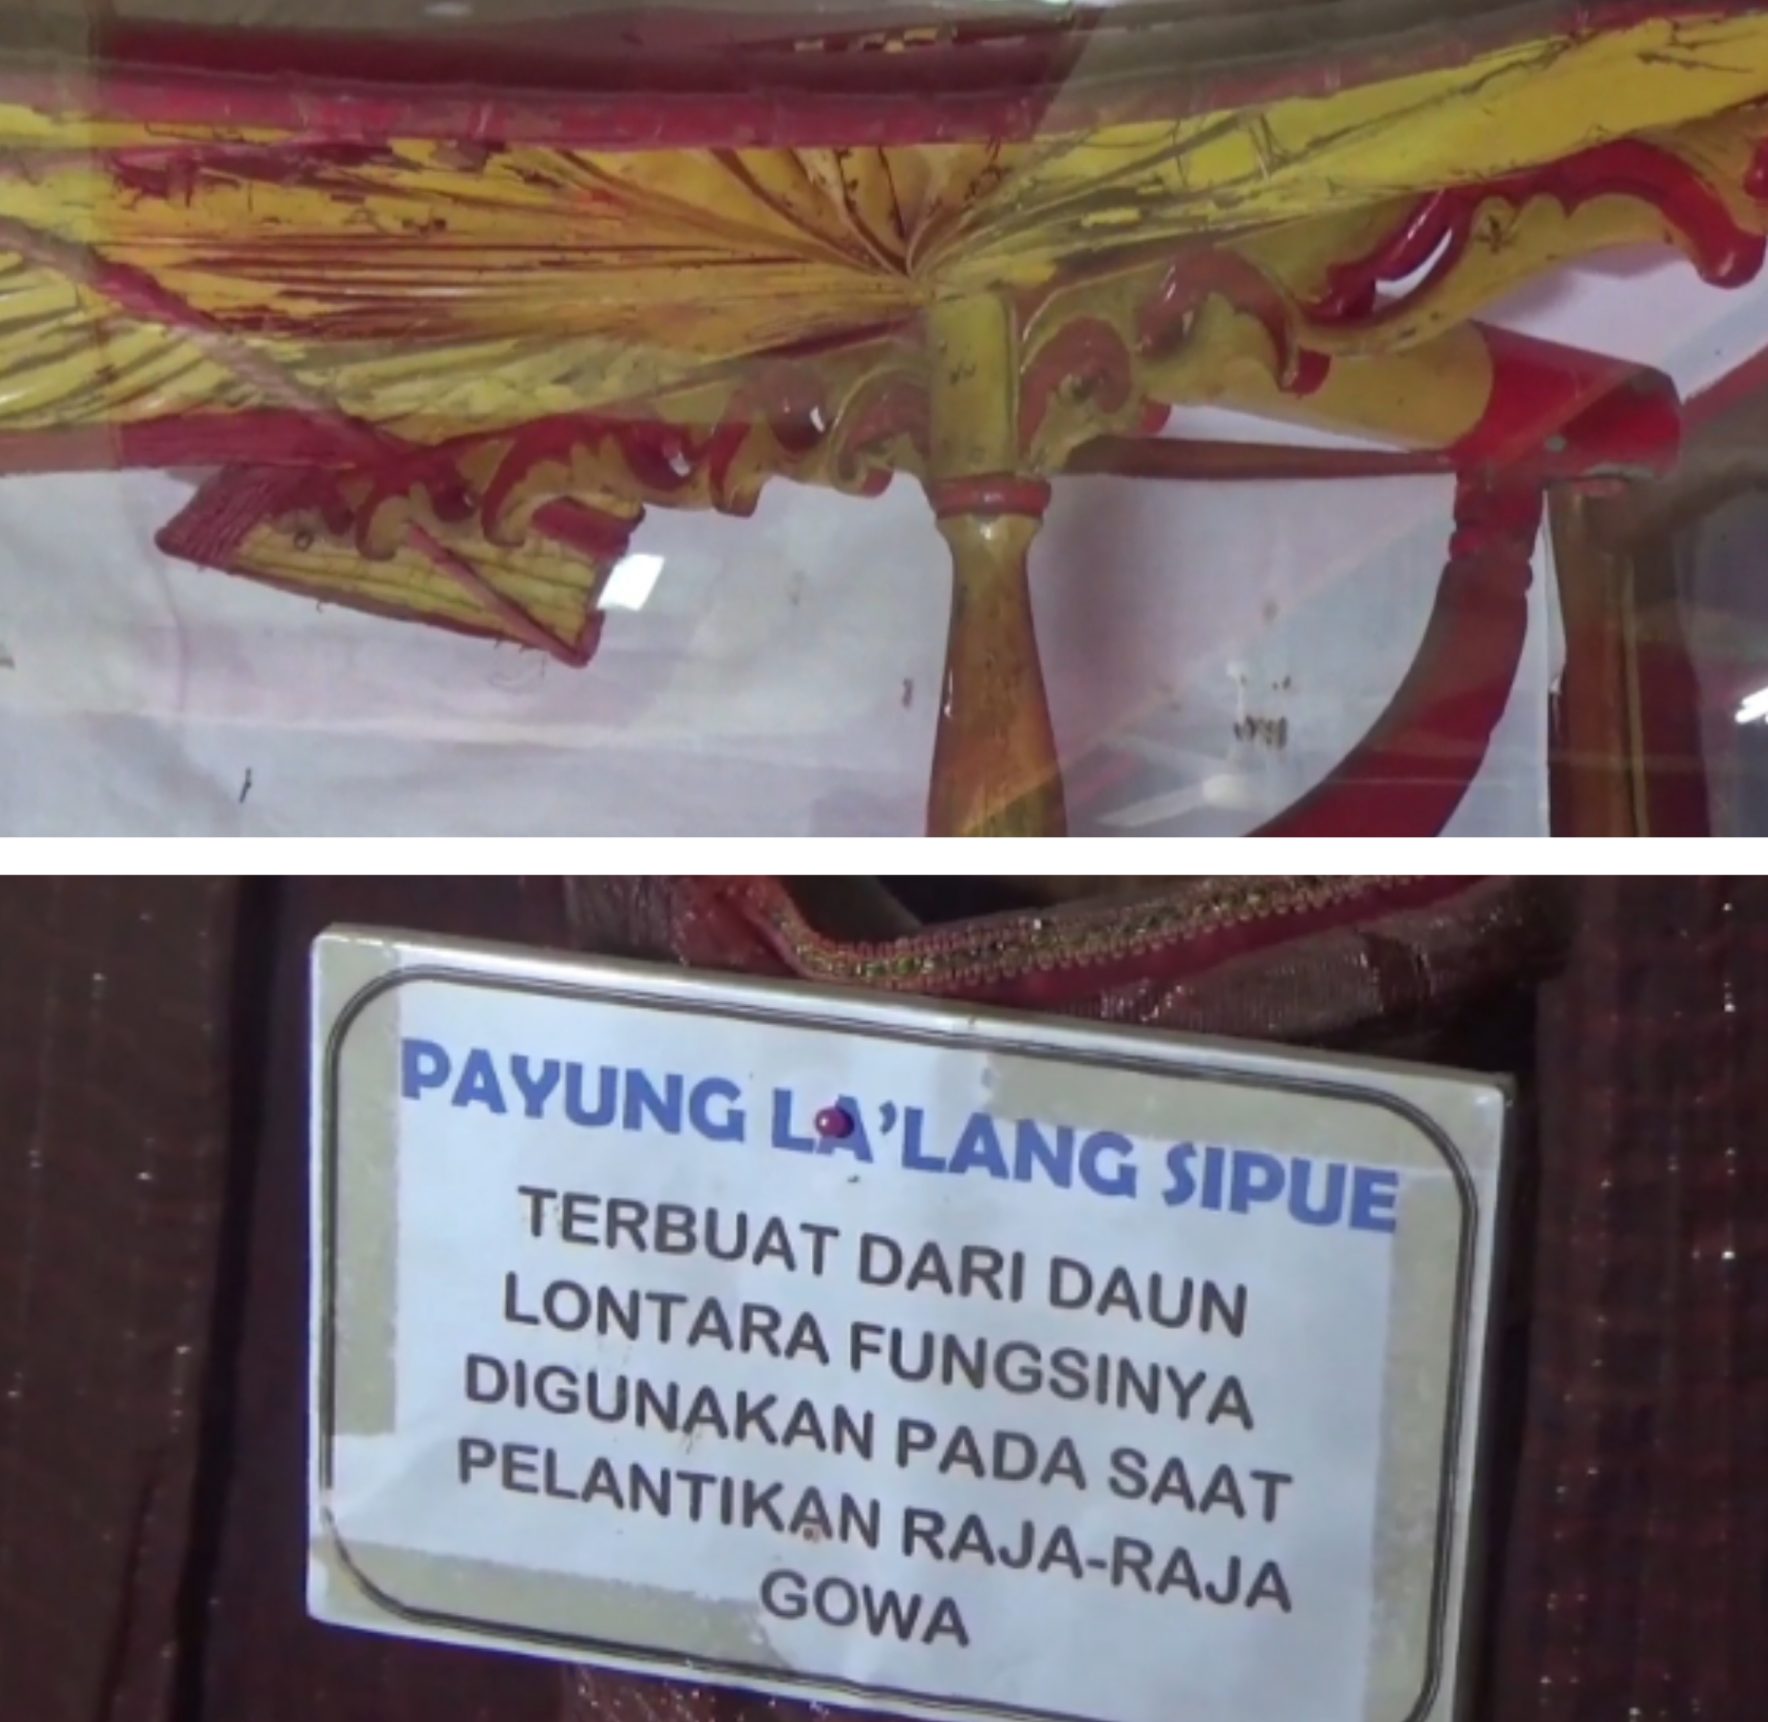 PAYUNG LA'LANG SIPUE
TERBUAT DARI DAUN
LONTARA FUNGSINYA
DIGUNAKAN PADA SAAT
PELANTIKAN RAJA-RAJA
GOWA